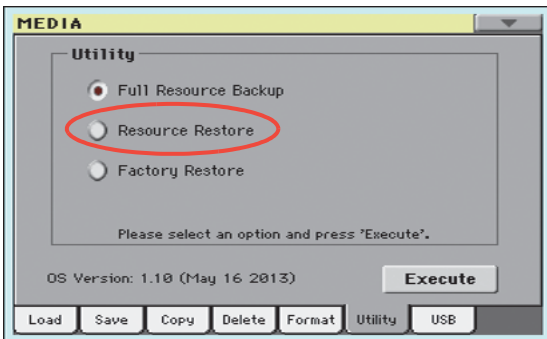 MEDIA
Utility
Full Resource Backup
Resource Restore
Factory Restore
Please select an option and press 'Execute'.
OS Version: 1.10 (May 16 2013)
Execute
Load Save Copy Delete Format Utility USB